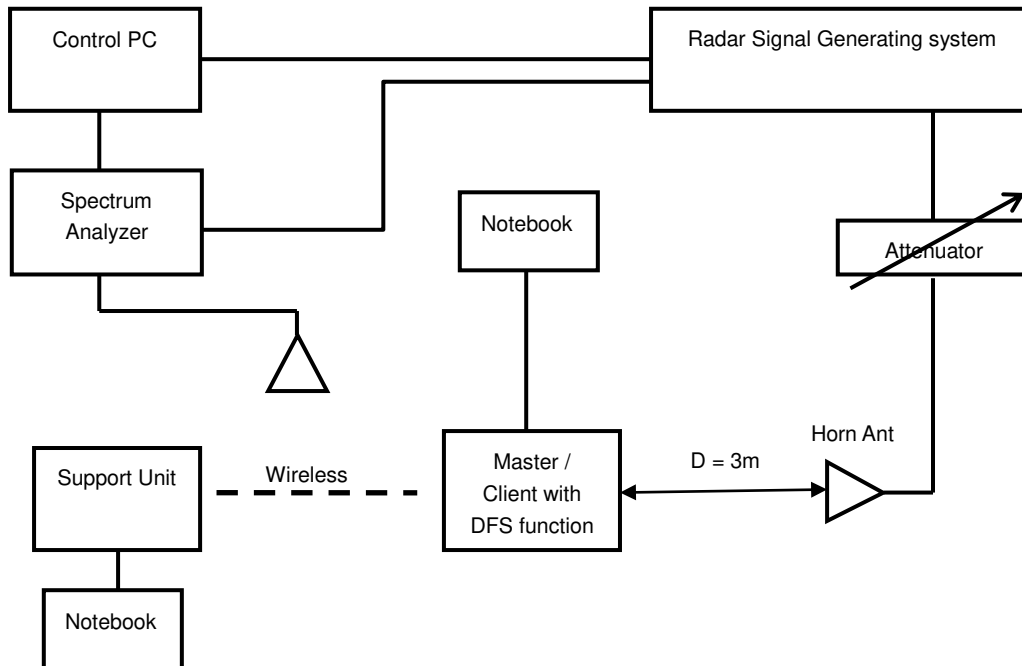 Control PC
Radar Signal Generating system
Spectrum
Analyzer
Notebook
Attenuator
Horn Ant
D = 3m
Master /
Client with
DFS function
Wireless
Support Unit
Notebook